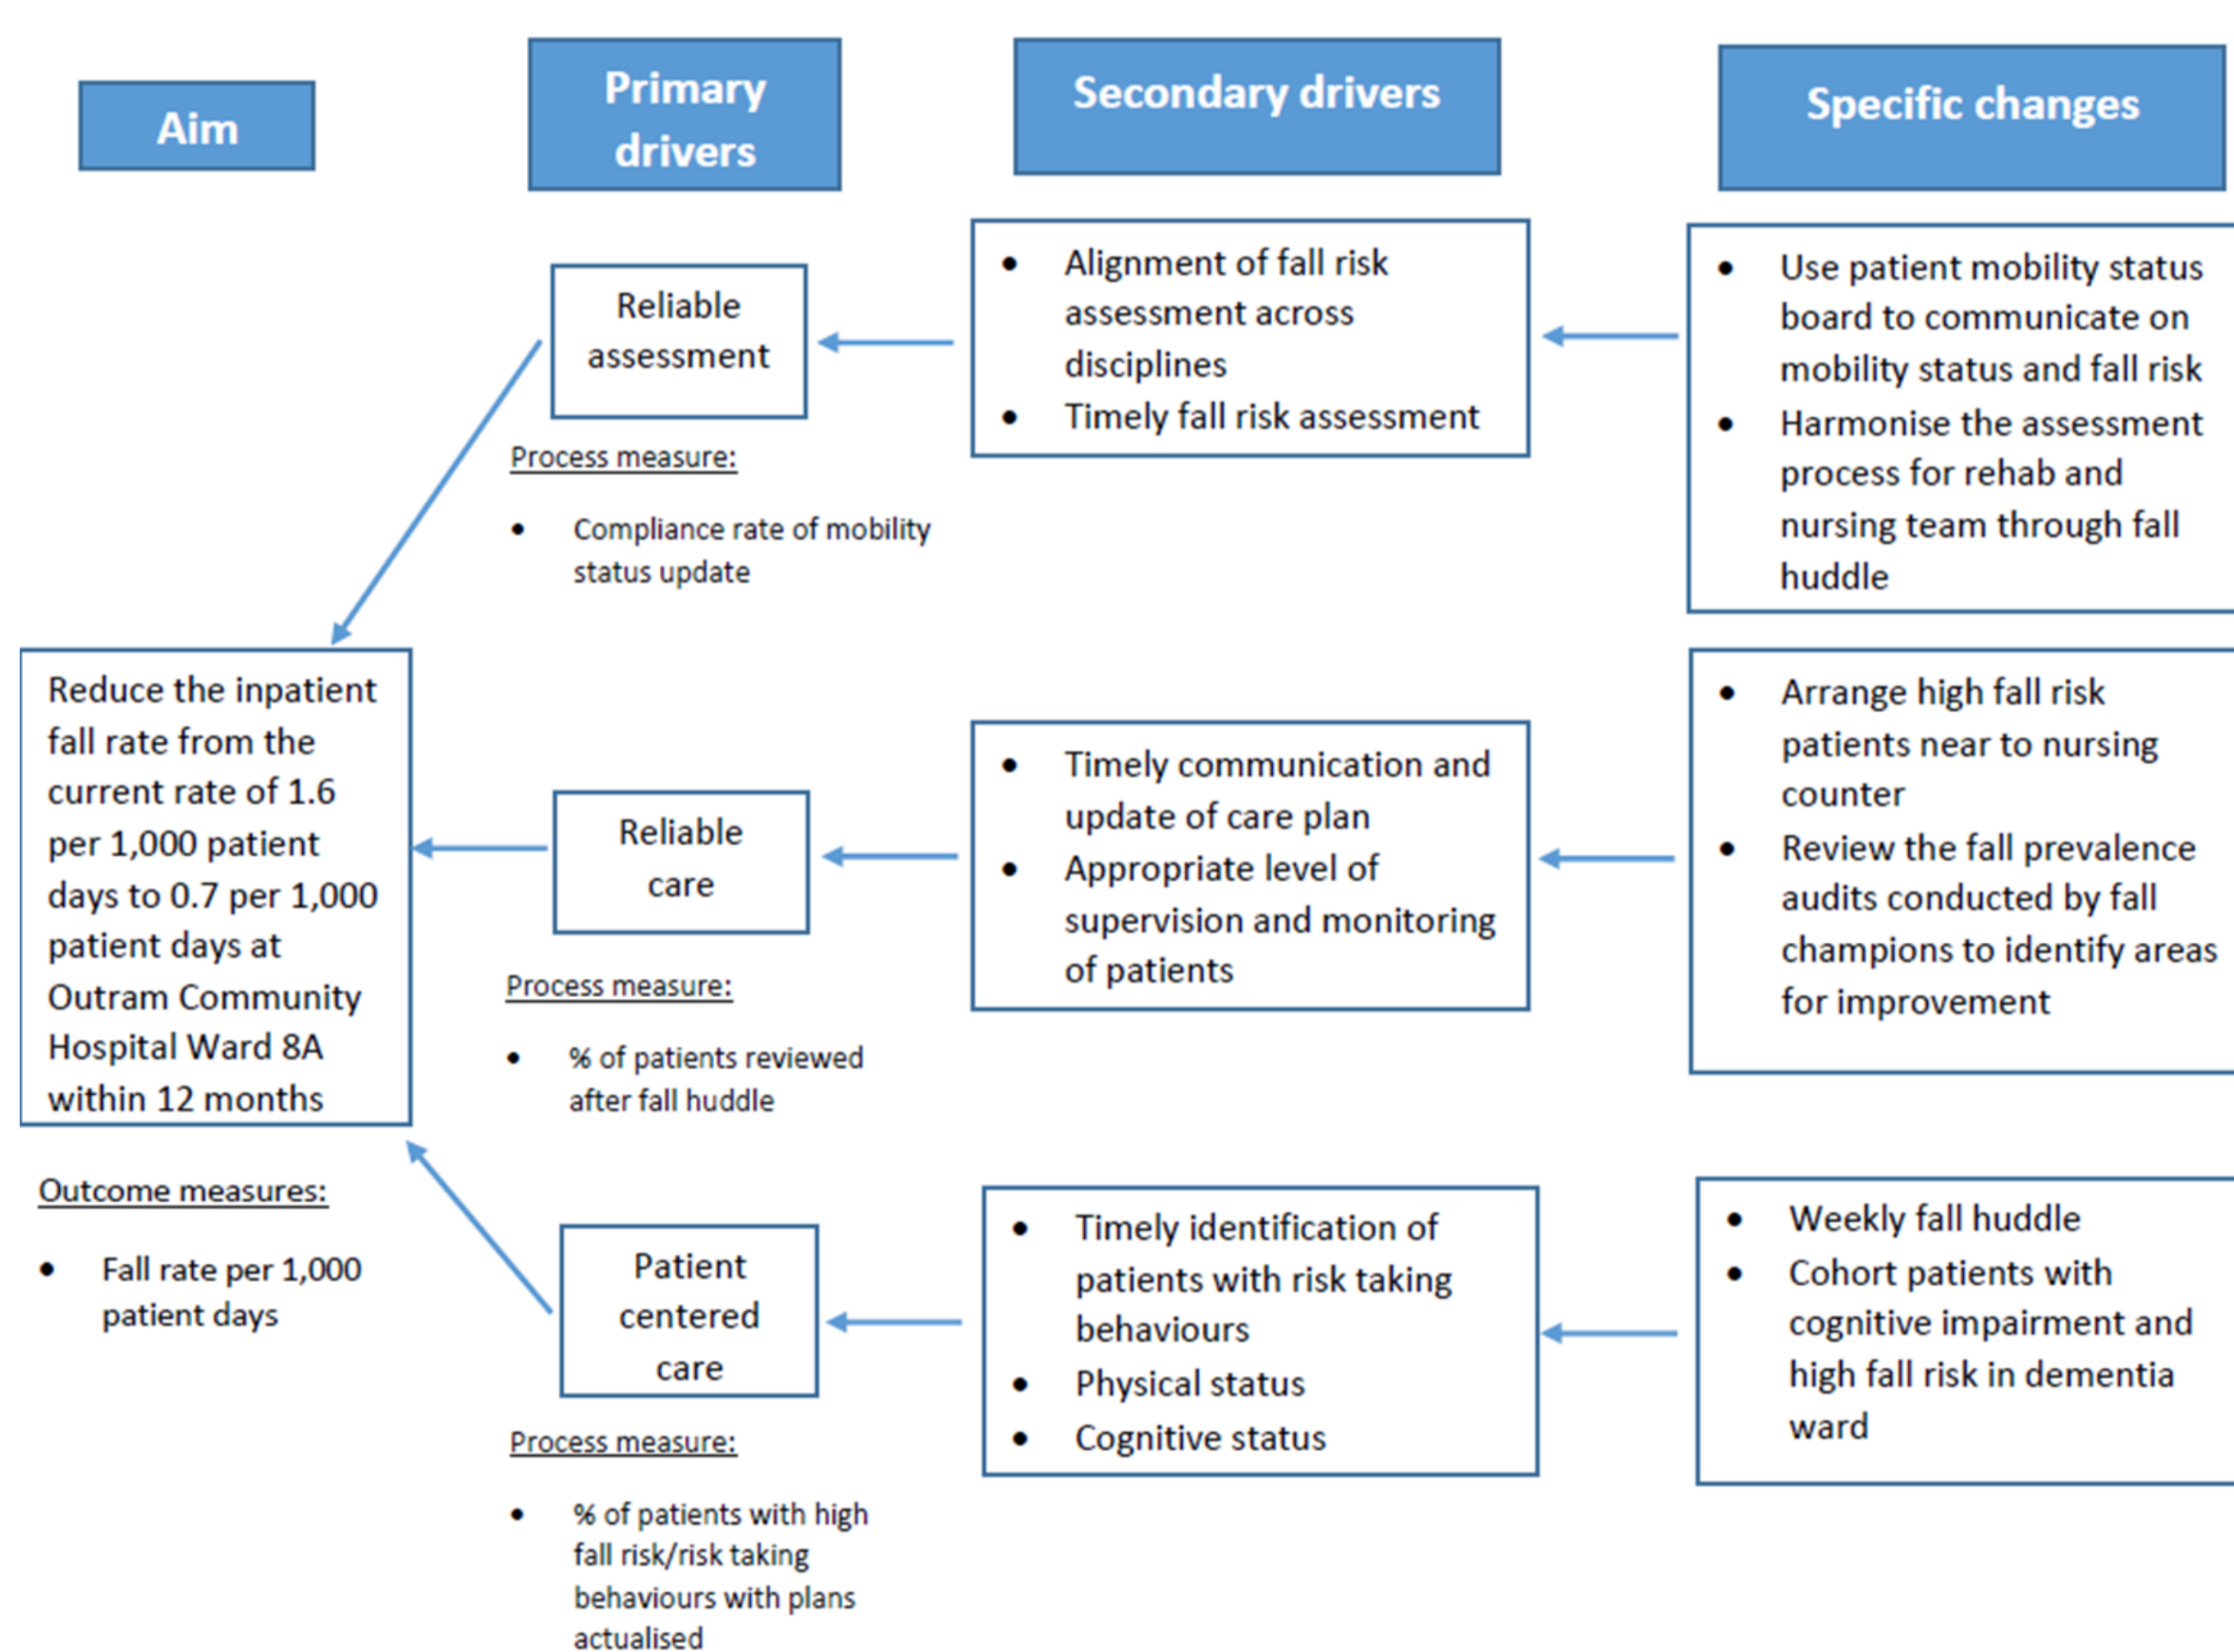 Aim
Primary
drivers
Secondary drivers
Specific changes
Reliable
assessment
Process measure:
• Compliance rate of mobility
status update
• Alignment of fall risk
assessment across
disciplines
• Timely fall risk assessment
• Use patient mobility status
board to communicate on
mobility status and fall risk
• Harmonise the assessment
process for rehab and
nursing team through fall
huddle
Reduce the inpatient
fall rate from the
current rate of 1.6
per 1,000 patient
days to 0.7 per 1,000
patient days at
Outram Community
Hospital Ward 8A
within 12 months
Outcome measures:
• Fall rate per 1,000
patient days
Reliable
care
Process measure:
• % of patients reviewed
after fall huddle
• Timely communication and
update of care plan
• Appropriate level of
supervision and monitoring
of patients
• Arrange high fall risk
patients near to nursing
counter
• Review the fall prevalence
audits conducted by fall
champions to identify areas
for improvement
Patient
centered
care
Process measure:
• % of patients with high
fall risk/risk taking
behaviours with plans
actualised
• Timely identification of
patients with risk taking
behaviours
• Physical status
• Cognitive status
• Weekly fall huddle
• Cohort patients with
cognitive impairment and
high fall risk in dementia
ward